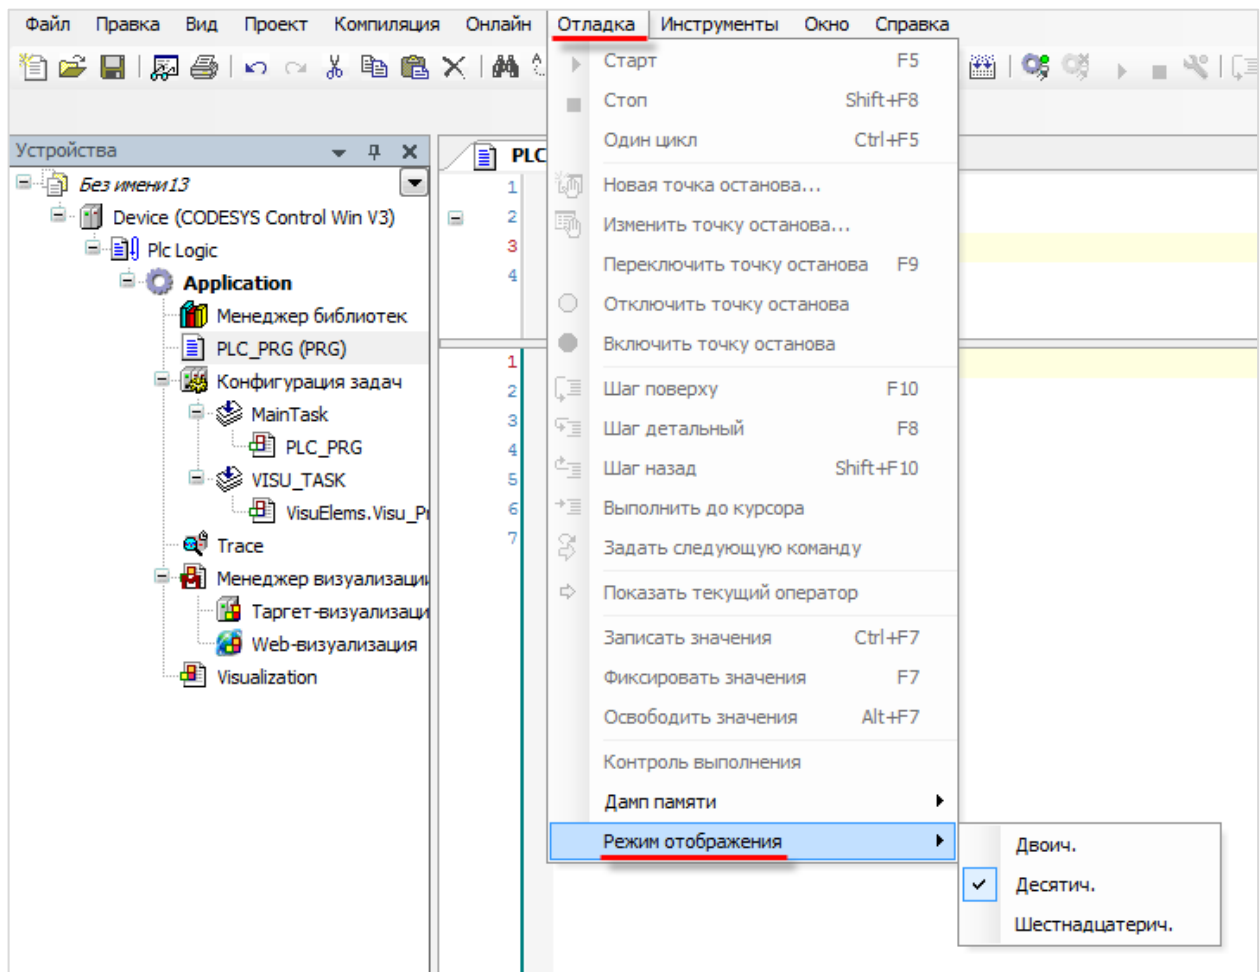 Файл Правка Вид Проект Компиляция Онлайн Отладка Инструменты Окно Справка
Устройства
Без имени13
Device (CODESYS Control Win V3)
Plc Logic
Application
Менеджер библиотек
PLC_PRG (PRG)
Конфигурация задач
MainTask
PLC_PRG
VISU_TASK
VisuElems.Visu_Pr
Trace
Менеджер визуализации
Таргет-визуализаци
Web-визуализация
Visualization
PLC
1
2
3
4
1
2
3
4
5
6
7
Старт F5
Стоп Shift+F8
Один цикл Ctrl+F5
Новая точка останова...
Изменить точку останова...
Переключить точку останова F9
Отключить точку останова
Включить точку останова
Шаг поверху F10
Шаг детальный F8
Шаг назад Shift+F10
Выполнить до курсора
Задать следующую команду
Показать текущий оператор
Записать значения Ctrl+F7
Фиксировать значения F7
Освободить значения Alt+F7
Контроль выполнения
Дамп памяти
Режим отображения
Двоич.
Десятич.
Шестнадцатерич.